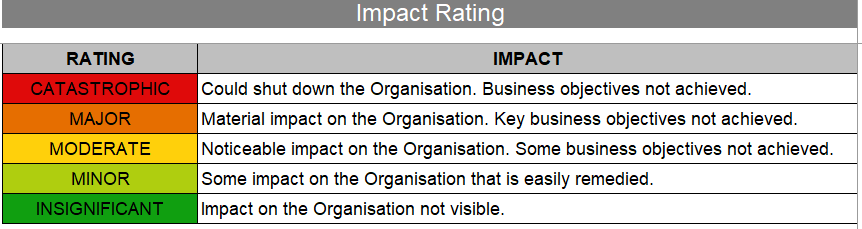 Impact Rating
RATING IMPACT
CATASTROPHIC Could shut down the Organisation. Business objectives not achieved.
MAJOR Material impact on the Organisation. Key business objectives not achieved.
MODERATE Noticeable impact on the Organisation. Some business objectives not achieved.
MINOR Some impact on the Organisation that is easily remedied.
INSIGNIFICANT Impact on the Organisation not visible.